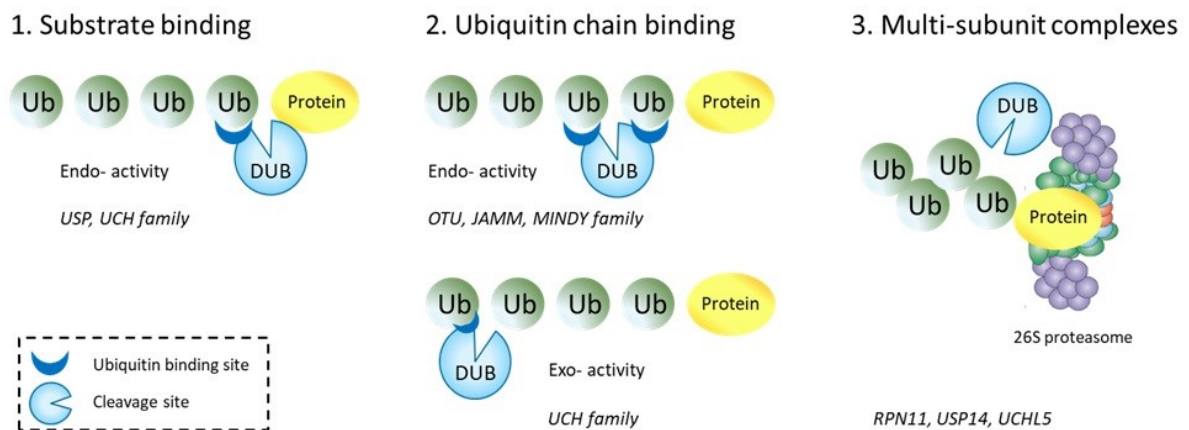 1. Substrate binding
Ub Ub Ub Ub Protein
DUB
Endo- activity
USP, UCH family
2. Ubiquitin chain binding
Ub Ub Ub Ub Protein
DUB
Endo- activity
OTU, JAMM, MINDY family
Ub Ub Ub Ub Protein
DUB
Exo- activity
UCH family
3. Multi-subunit complexes
DUB
Ub Ub
Ub Ub
Protein
26S proteasome
RPN11, USP14, UCHL5
Ubiquitin binding site
Cleavage site